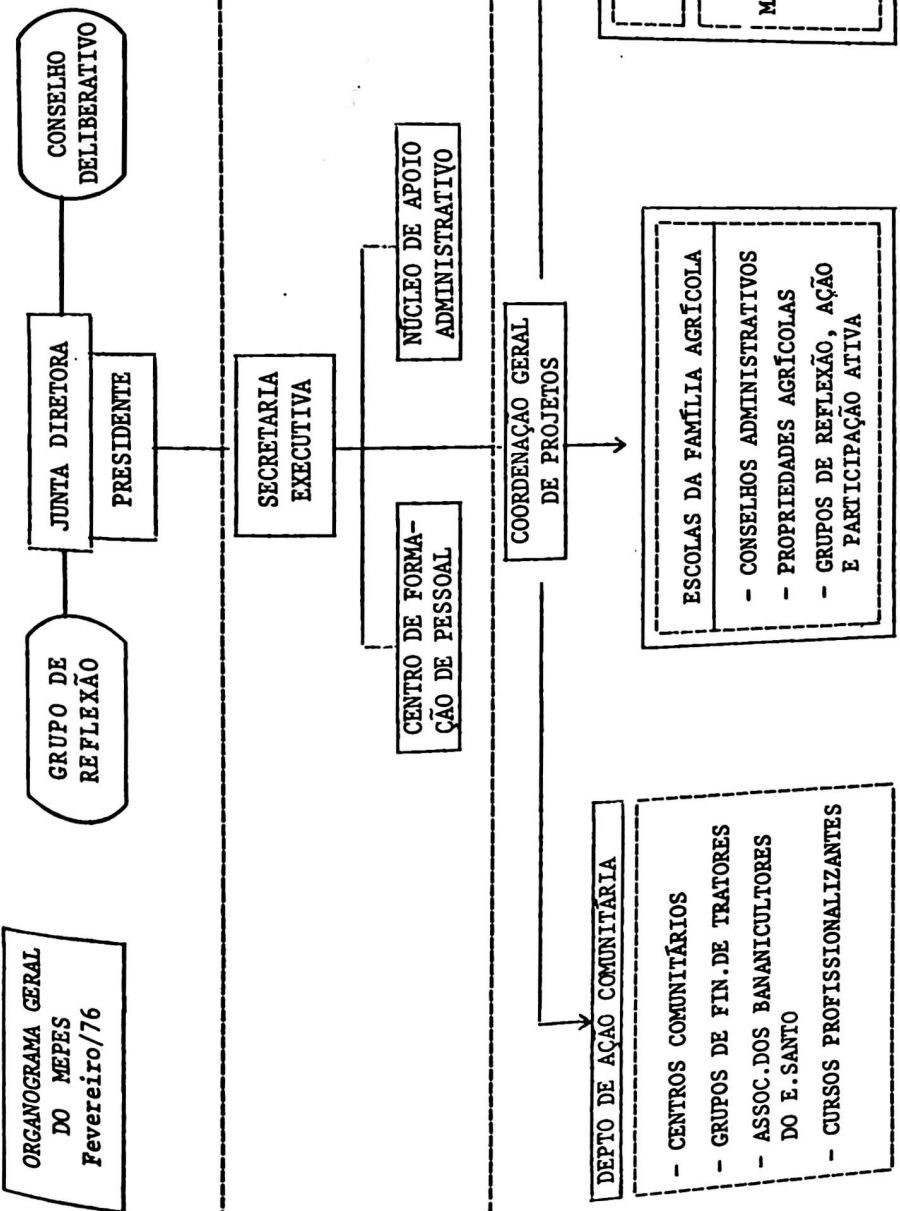 ORGANOGRAMA GERAL
DO MEPES
Fevereiro/76
GRUPO DE
REFLEXÃO
JUNTA DIRETORA
PRESIDENTE
CONSELHO
DELIBERATIVO
SECRETARIA
EXECUTIVA
CENTRO DE FORMA-
ÇÃO DE PESSOAL
NÚCLEO DE APOIO
ADMINISTRATIVO
COORDENAÇAO GERAL
DE PROJETOS
DEPTO DE AÇAO COMUNITÁRIA
- CENTROS COMUNITÁRIOS
- GRUPOS DE FIN.DE TRATORES
- ASSOC.DOS BANANICULTORES
DO E.SANTO
- CURSOS PROFISSIONALIZANTES
ESCOLAS DA FAMÍLIA AGRÍCOLA
- CONSELHOS ADMINISTRATIVOS
- PROPRIEDADES AGRÍCOLAS
- GRUPOS DE REFLEXÃO, AÇÃO
E PARTICIPAÇÃO ATIVA
M